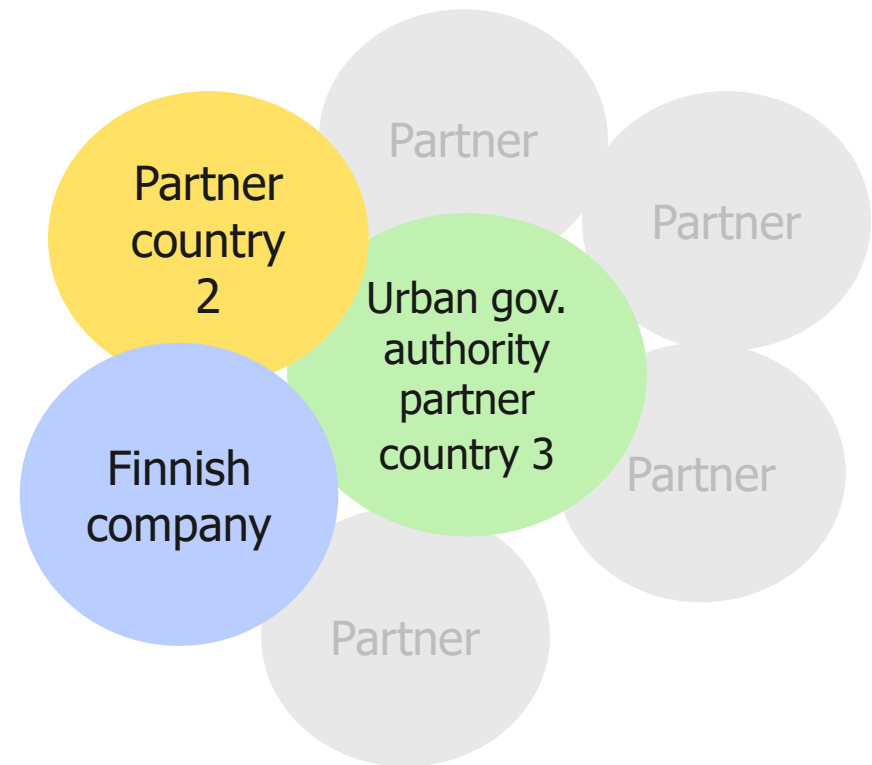 Partner
Partner
country
2
Partner
Urban gov.
authority
partner
country 3
Finnish
company
Partner
Partner